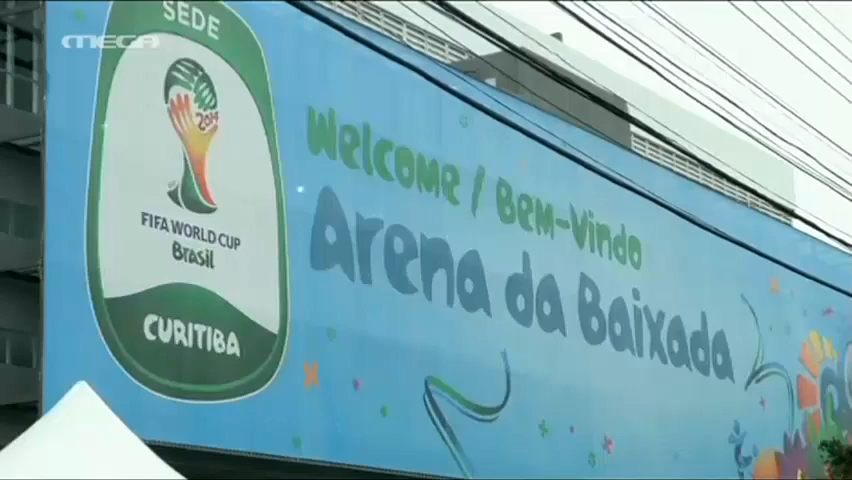 MEGA
SEDE
2014
FIFA WORLD CUP
Brasil
CURITIBA
Welcome / Bem-Vindo
Arena da Baixada